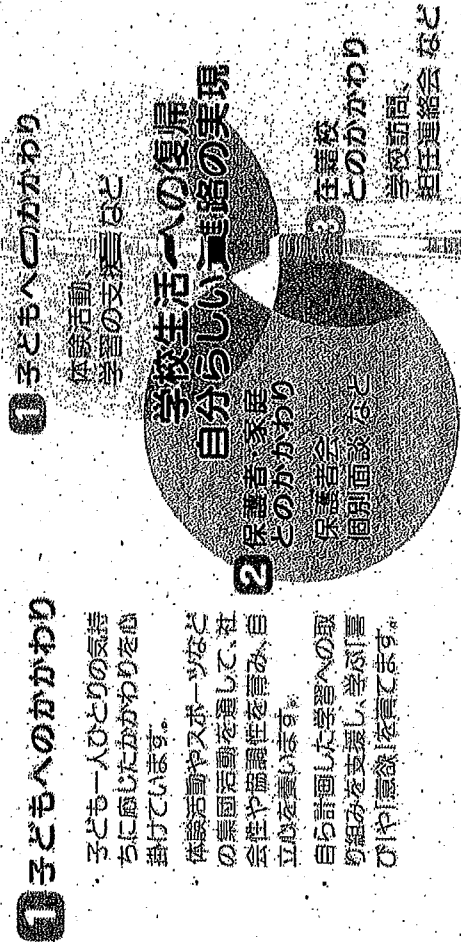 1 子どもへのかかわり
子ども一人ひとりの気持
ちに応じたかかわりを心
掛けています。
体験活動やスポーツなど
の集団活動を通して、社
会性や協調性を育み、自
立心を養います。
自ら計画した学習への取
り組みを支援し、学ぶ「喜
び」や「意欲」を育てます。
1 子どもへのかかわり
体験活動、
学習の支援 など
学校生活への復帰
自分らしい進路の実現
2 保護者・家庭
とのかかわり
保護者会、
個別面談 など
3 在籍校
とのかかわり
学校訪問、
担任連絡会 など